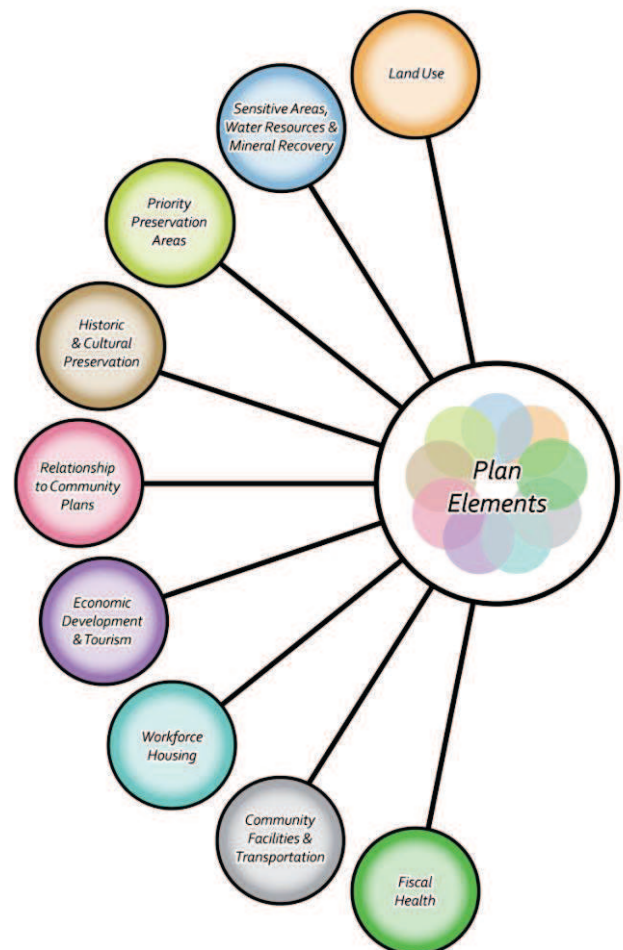 Land Use
Sensitive Areas,
Water Resources &
Mineral Recovery
Priority
Preservation
Areas
Historic
& Cultural
Preservation
Relationship
to Community
Plans
Economic
Development
& Tourism
Workforce
Housing
Community
Facilities &
Transportation
Fiscal
Health
Plan
Elements